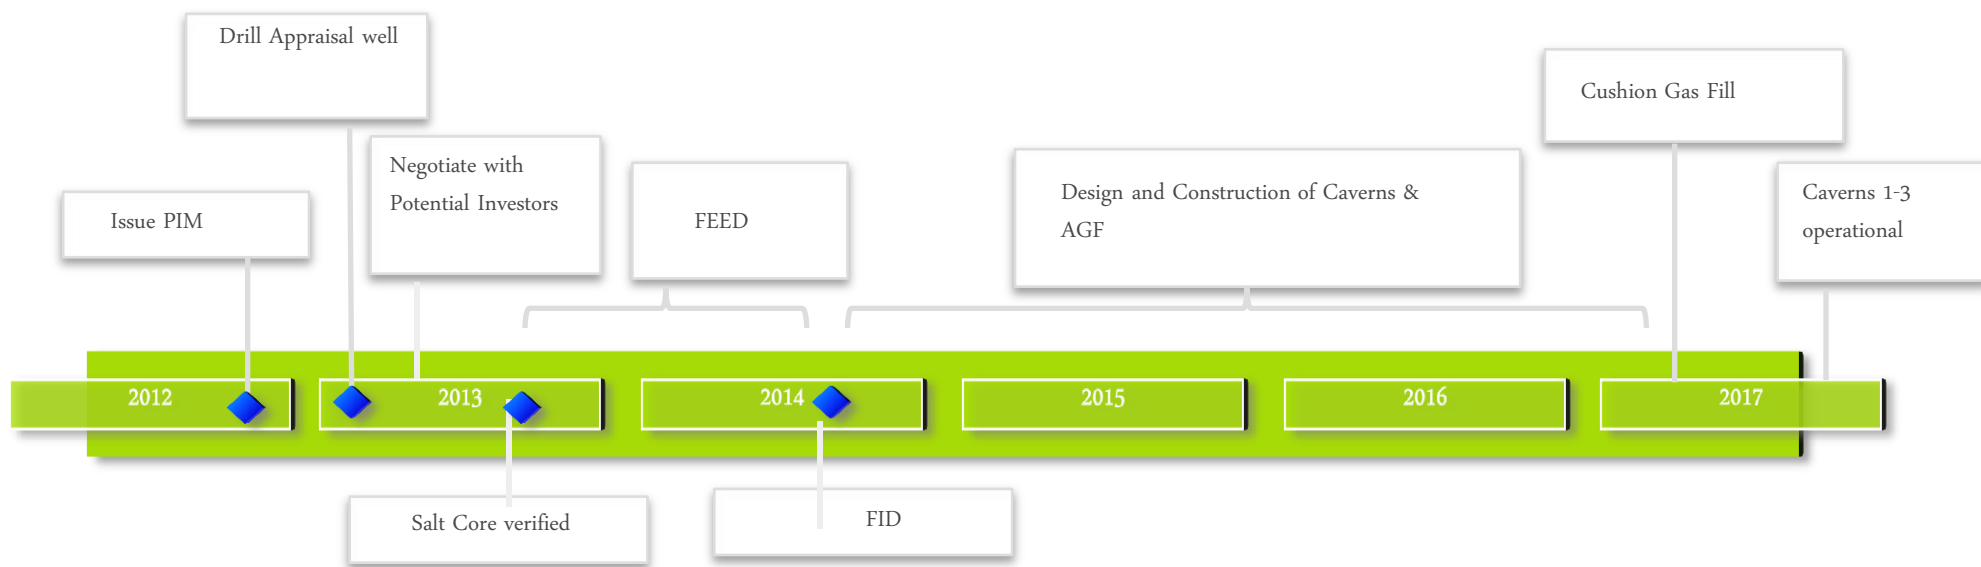 Drill Appraisal well
Cushion Gas Fill
Negotiate with
Potential Investors
Issue PIM
FEED
Design and Construction of Caverns &
AGF
Caverns 1-3
operational
2012
2013
2014
2015
2016
2017
Salt Core verified
FID